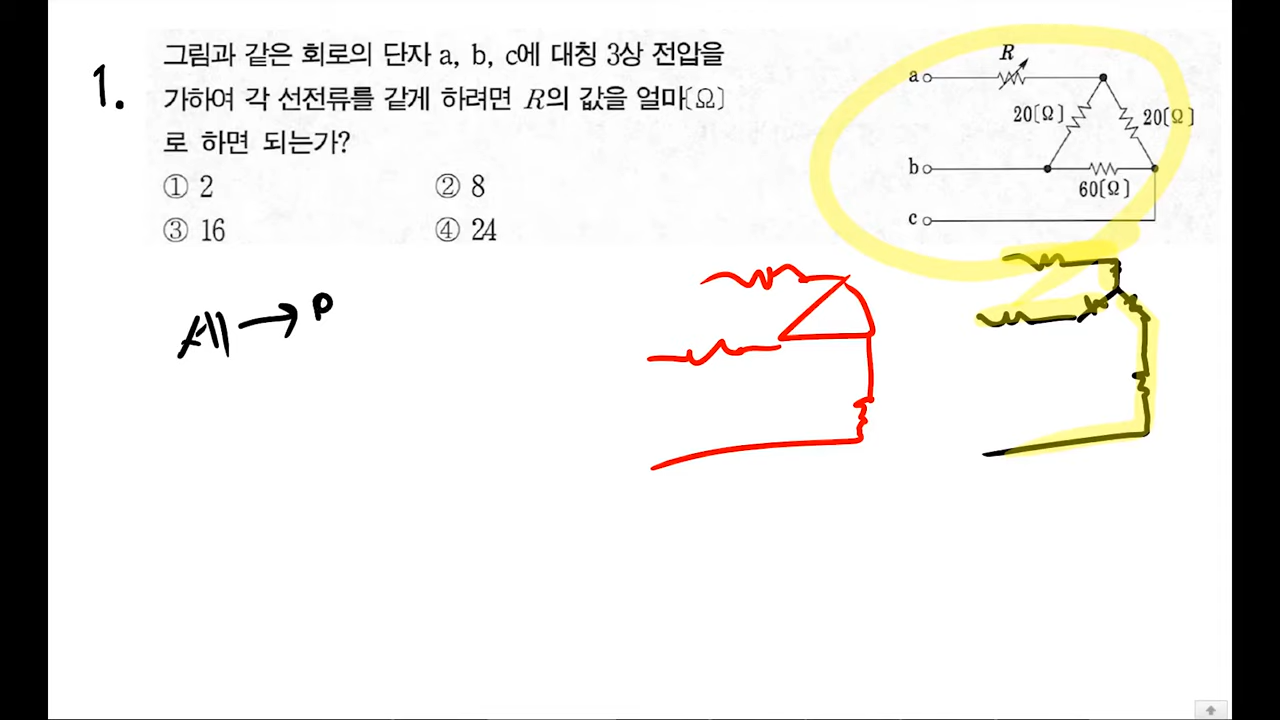 1.
그림과 같은 회로의 단자 a, b, c에 대칭 3상 전압을
가하여 각 선전류를 같게 하려면 R의 값을 얼마[Ω]
로 하면 되는가?
① 2
② 8
③ 16
④ 24
R
a
20[Ω]
20[Ω]
b
60[Ω]
c